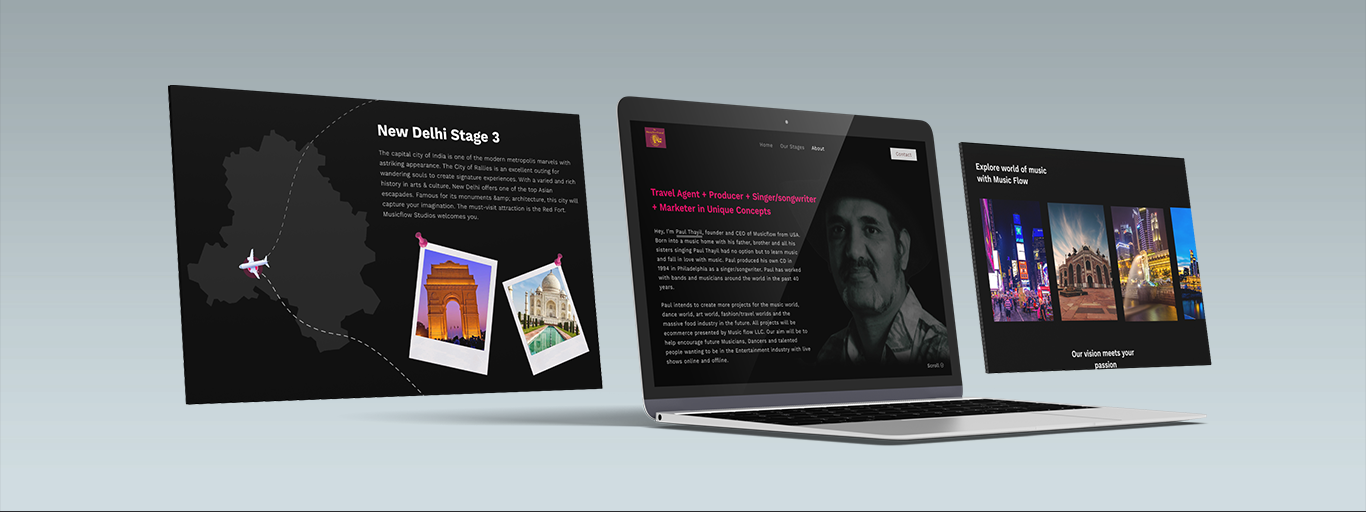 New Delhi Stage 3
The capital city of india is one of the modern metropolis marvels with
astriking appearance. The City of Rallies is an excellent outing for
wandering souls to create signature experiences. With a varied and rich
history in arts & culture, New Delhi offers one of the top Asian
escapades. Famous for its monuments &amp; architecture, this city will
capture your imagination. The must-visit attraction is the Red Fort.
Musicflow Studios welcomes you.
Home Our Stages About
Contact
Travel Agent + Producer + Singer/songwriter
+ Marketer in Unique Concepts
Hey, I'm Paul Thayil, founder and CEO of Musicflow from USA.
Born into a music home with his father, brother and all his
sisters singing Paul Thayil had no option but to learn music
and fall in love with music. Paul produced his own CD in
1994 in Philadelphia as a singer/songwriter. Paul has worked
with bands and musicians around the world in the past 40
years.
Paul intends to create more projects for the music world,
dance world, art world, fashion/travel worlds and the
massive food industry in the future. All projects will be
ecommerce presented by Music flow LLC. Our aim will be to
help encourage future Musicians, Dancers and talented
people wanting to be in the Entertainment industry with live
shows online and offline.
Scroll
Explore world of music
with Music Flow
Our vision meets your
passion